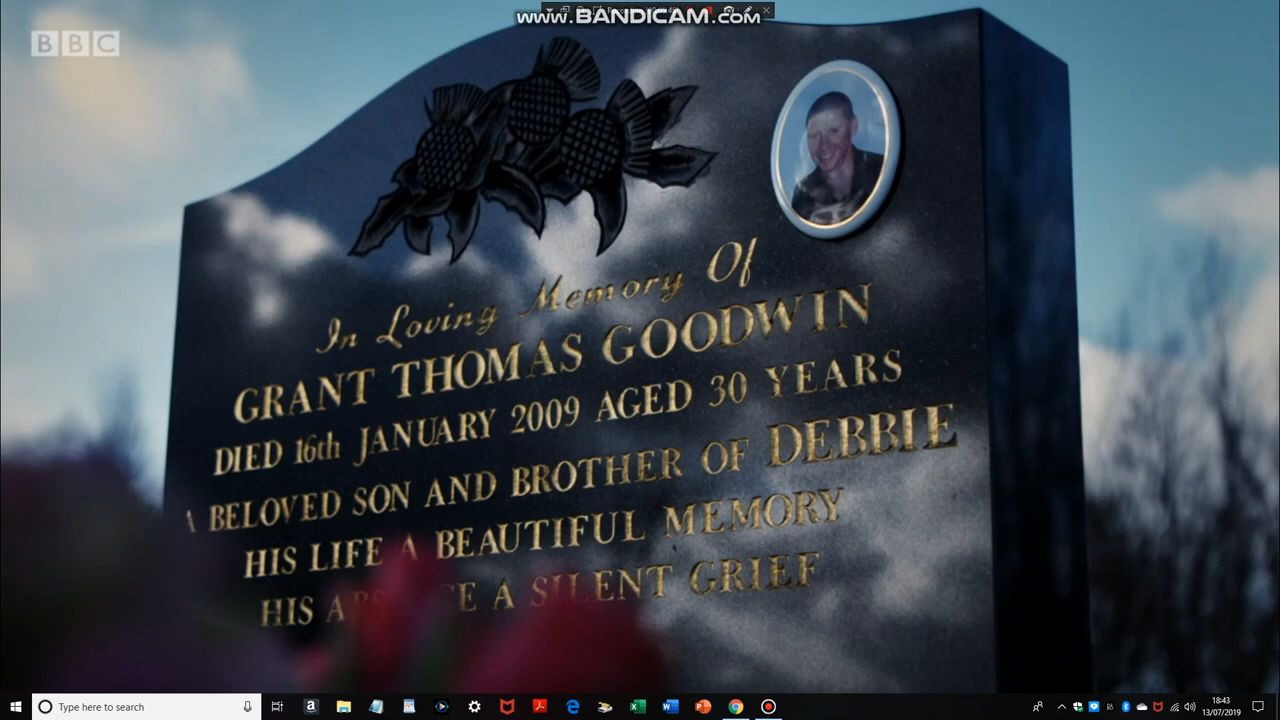 www.BANDICAM.com
BBC
In Loving Memory Of
GRANT THOMAS GOODWIN
DIED 16th JANUARY 2009 AGED 30 YEARS
A BELOVED SON AND BROTHER OF DEBBIE
HIS LIFE A BEAUTIFUL MEMORY
HIS A SILENT GRIEF
Type here to search
18:43
13/07/2019